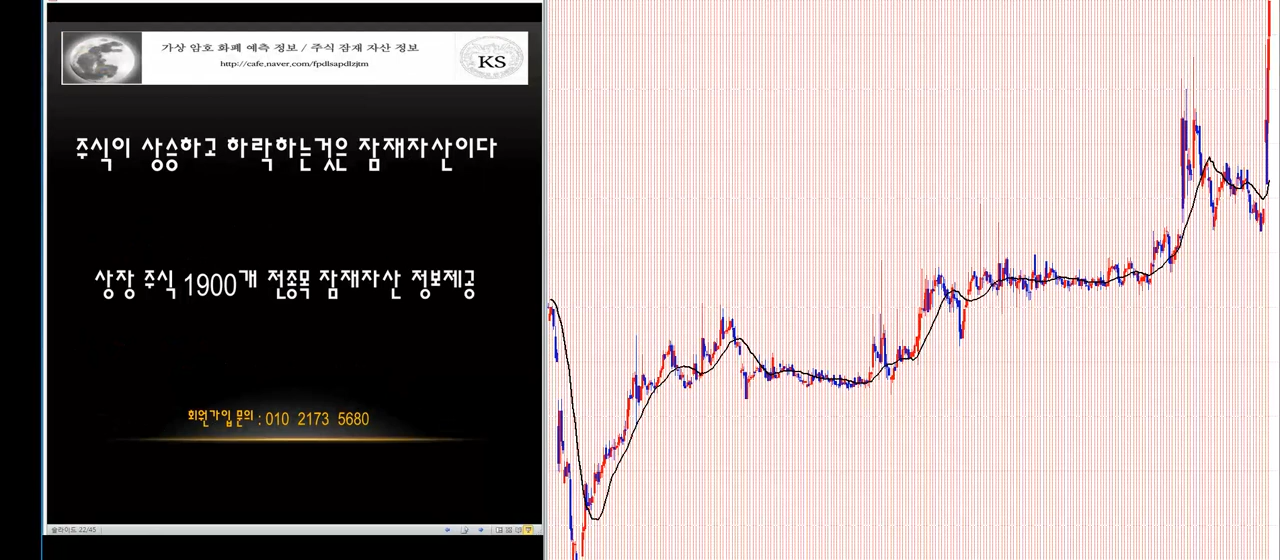 가상 암호 화폐 예측 정보 / 주식 잠재 자산 정보
http://cafe.naver.com/fpdlsapdlzjtm
KS
주식이 상승하고 하락하는것은 잠재자산이다
상장 주식 1900개 전종목 잠재자산 정보제공
회원가입 문의 : 010 2173 5680
슬라이드 22/45